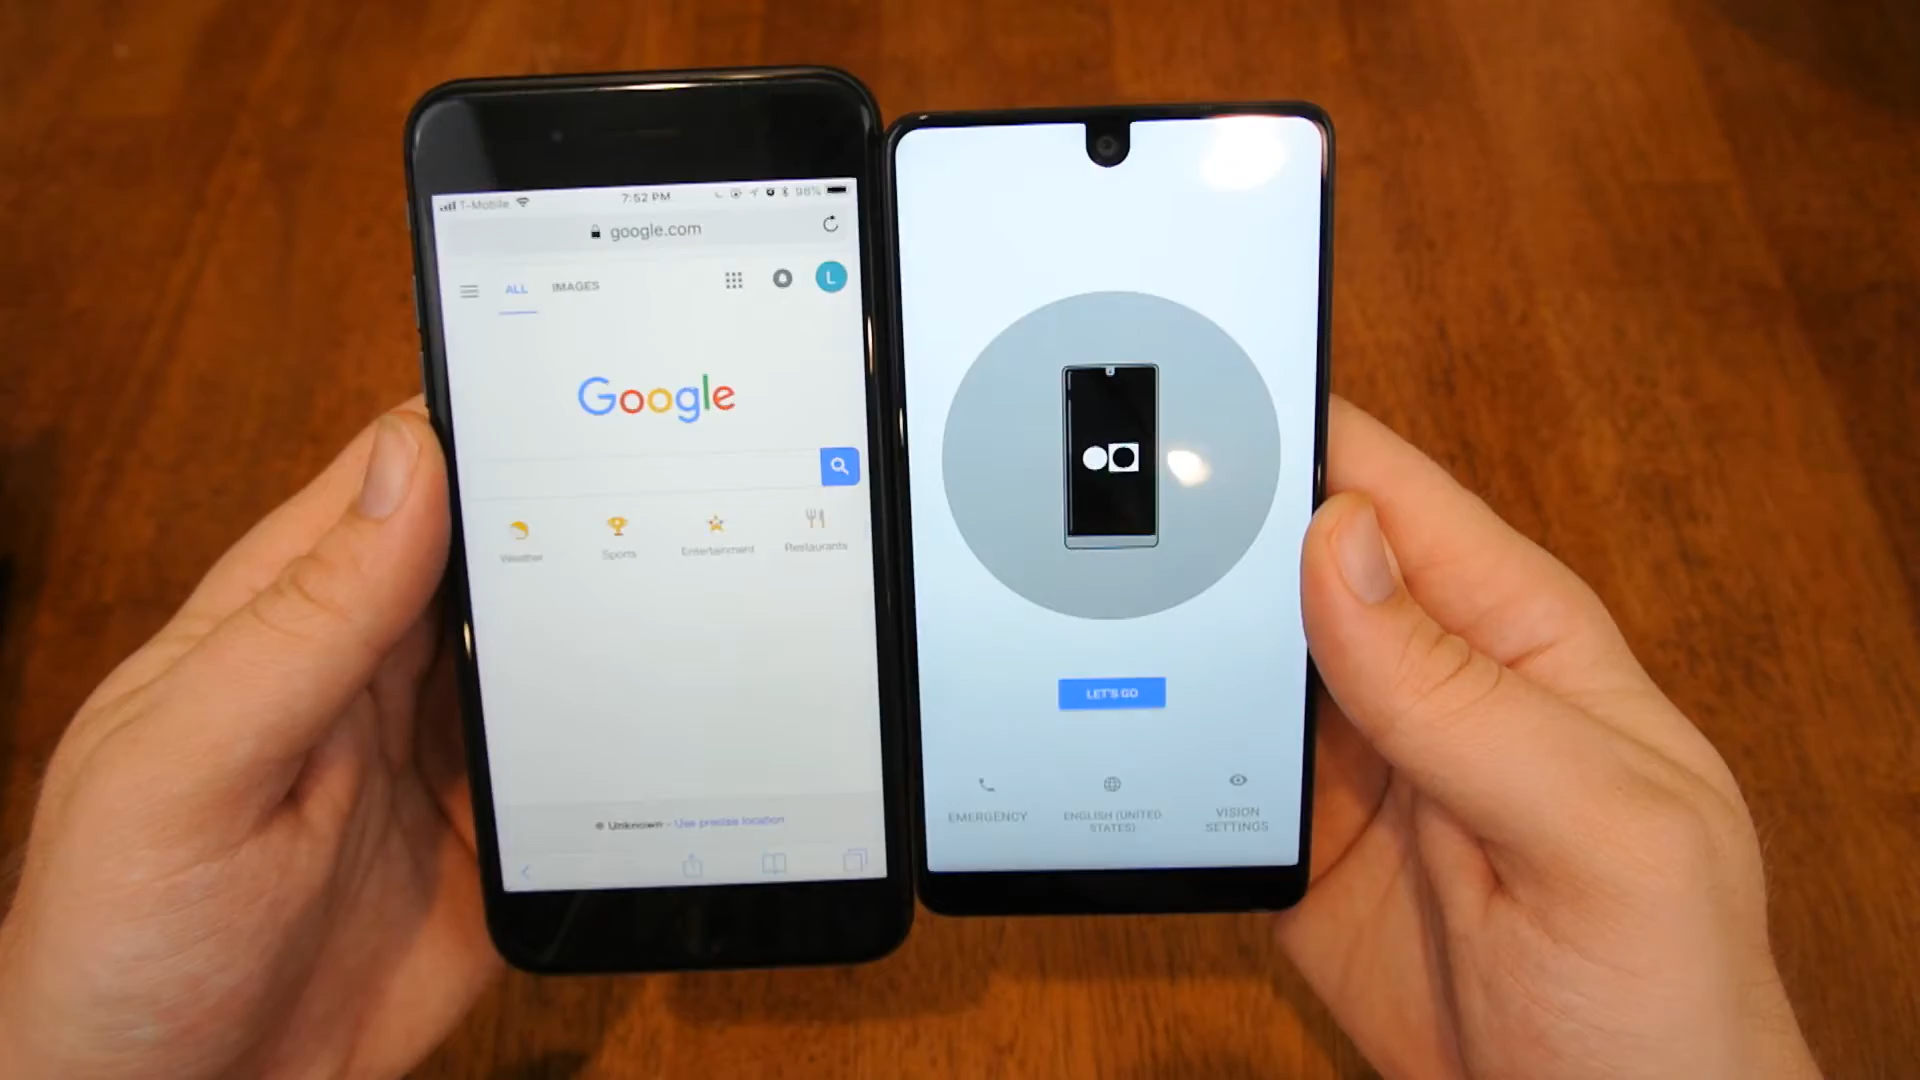 T-Mobile 7:52 PM 98%
google.com
ALL IMAGES L
Google
Weather Sports Entertainment Restaurants
Unknown - Use precise location
LET'S GO
EMERGENCY
ENGLISH (UNITED
STATES)
VISION
SETTINGS